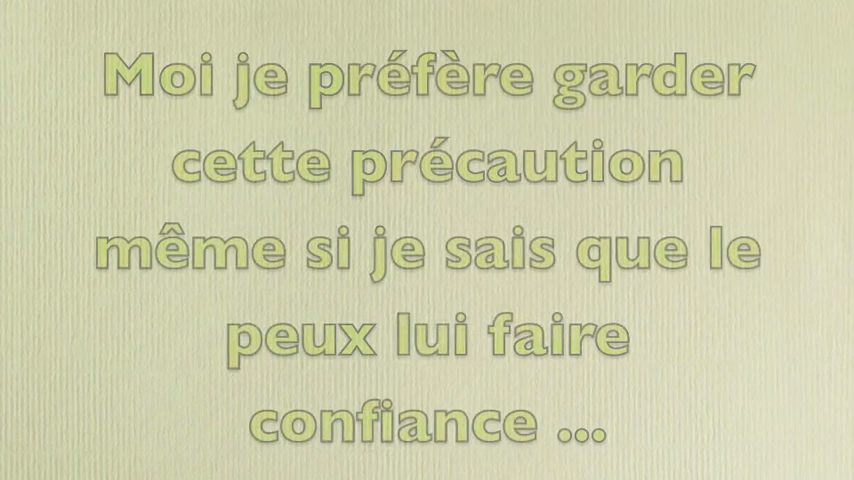 Moi je préfère garder
cette précaution
même si je sais que le
peux lui faire
confiance ...